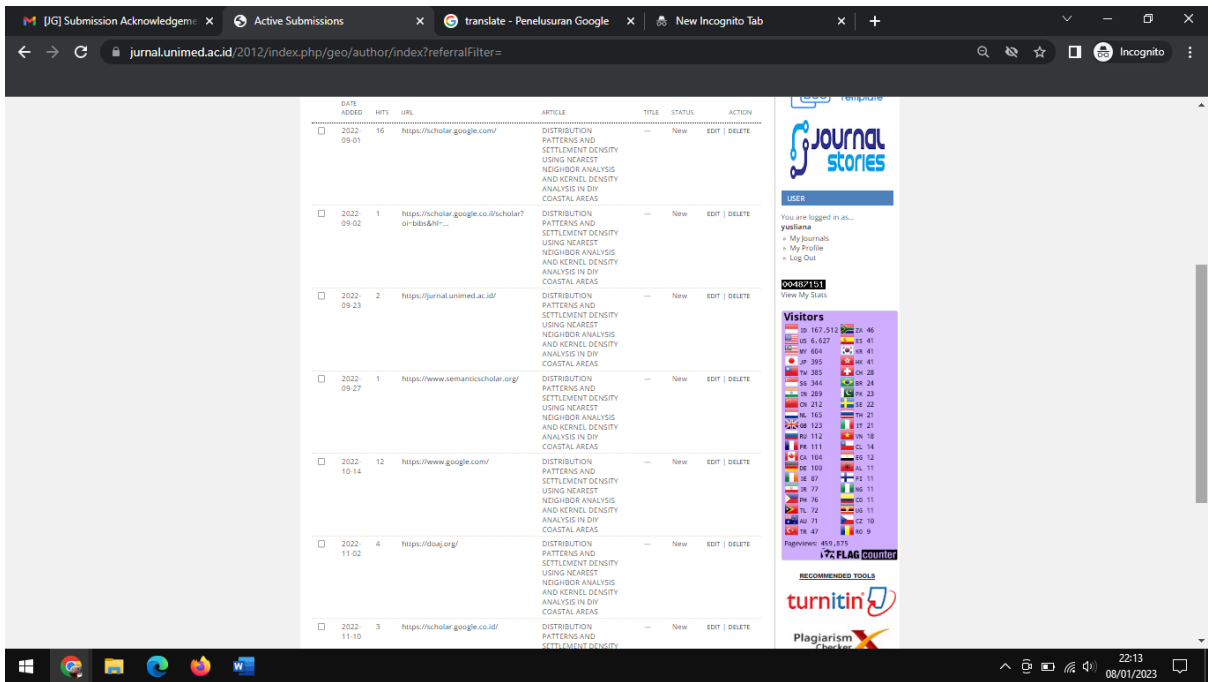 [JG] Submission Acknowledgeme
Active Submissions
translate - Penelusuran Google
New Incognito Tab
jurnal.unimed.ac.id/2012/index.php/geo/author/index?referralFilter=
Incognito
DATE ADDED HITS URL ARTICLE TITLE STATUS ACTION
2022-09-01 16 https://scholar.google.com/ DISTRIBUTION — New EDIT | DELETE
PATTERNS AND
SETTLEMENT DENSITY
USING NEAREST
NEIGHBOR ANALYSIS
AND KERNEL DENSITY
ANALYSIS IN DIY
COASTAL AREAS
2022-09-02 1 https://scholar.google.co.il/scholar?oi=bibs&hl=... DISTRIBUTION — New EDIT | DELETE
PATTERNS AND
SETTLEMENT DENSITY
USING NEAREST
NEIGHBOR ANALYSIS
AND KERNEL DENSITY
ANALYSIS IN DIY
COASTAL AREAS
2022-09-23 2 https://jurnal.unimed.ac.id/ DISTRIBUTION — New EDIT | DELETE
PATTERNS AND
SETTLEMENT DENSITY
USING NEAREST
NEIGHBOR ANALYSIS
AND KERNEL DENSITY
ANALYSIS IN DIY
COASTAL AREAS
2022-09-27 1 https://www.semanticscholar.org/ DISTRIBUTION — New EDIT | DELETE
PATTERNS AND
SETTLEMENT DENSITY
USING NEAREST
NEIGHBOR ANALYSIS
AND KERNEL DENSITY
ANALYSIS IN DIY
COASTAL AREAS
2022-10-14 12 https://www.google.com/ DISTRIBUTION — New EDIT | DELETE
PATTERNS AND
SETTLEMENT DENSITY
USING NEAREST
NEIGHBOR ANALYSIS
AND KERNEL DENSITY
ANALYSIS IN DIY
COASTAL AREAS
2022-11-02 4 https://doaj.org/ DISTRIBUTION — New EDIT | DELETE
PATTERNS AND
SETTLEMENT DENSITY
USING NEAREST
NEIGHBOR ANALYSIS
AND KERNEL DENSITY
ANALYSIS IN DIY
COASTAL AREAS
2022-11-10 3 https://scholar.google.co.id/ DISTRIBUTION — New EDIT | DELETE
PATTERNS AND
SETTLEMENT DENSITY
Template
JOURNAL
stories
USER
You are logged in as...
yusliana
» My Journals
» My Profile
» Log Out
00487151
View My Stats
Visitors
ID 167,512 ZA 46
US 6,627 ES 41
MY 604 KR 41
JP 395 HK 41
TW 385 CH 28
SG 344 BR 24
IN 289 PK 23
CN 212 SE 22
NL 165 TH 21
GB 123 IT 21
RU 112 VN 18
FR 111 CL 14
CA 104 EG 12
DE 100 AL 11
IE 87 FI 11
IR 77 NG 11
PH 76 CO 11
TL 72 UG 11
AU 71 CZ 10
TR 47 RO 9
Pageviews: 459,875
FLAG counter
RECOMMENDED TOOLS
turnitin
Plagiarism
Checker
22:13
08/01/2023